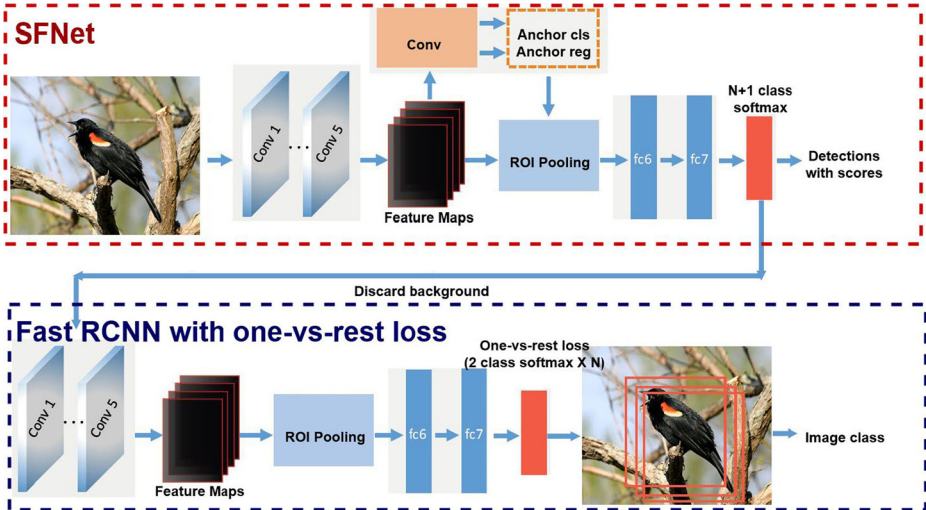 SFNet
Conv
Anchor cls
Anchor reg
N+1 class
softmax
Conv 1
...
Conv 5
Feature Maps
ROI Pooling
fc6
fc7
Detections
with scores
Discard background
Fast RCNN with one-vs-rest loss
One-vs-rest loss
(2 class softmax X N)
Conv 1
...
Conv 5
Feature Maps
ROI Pooling
fc6
fc7
Image class